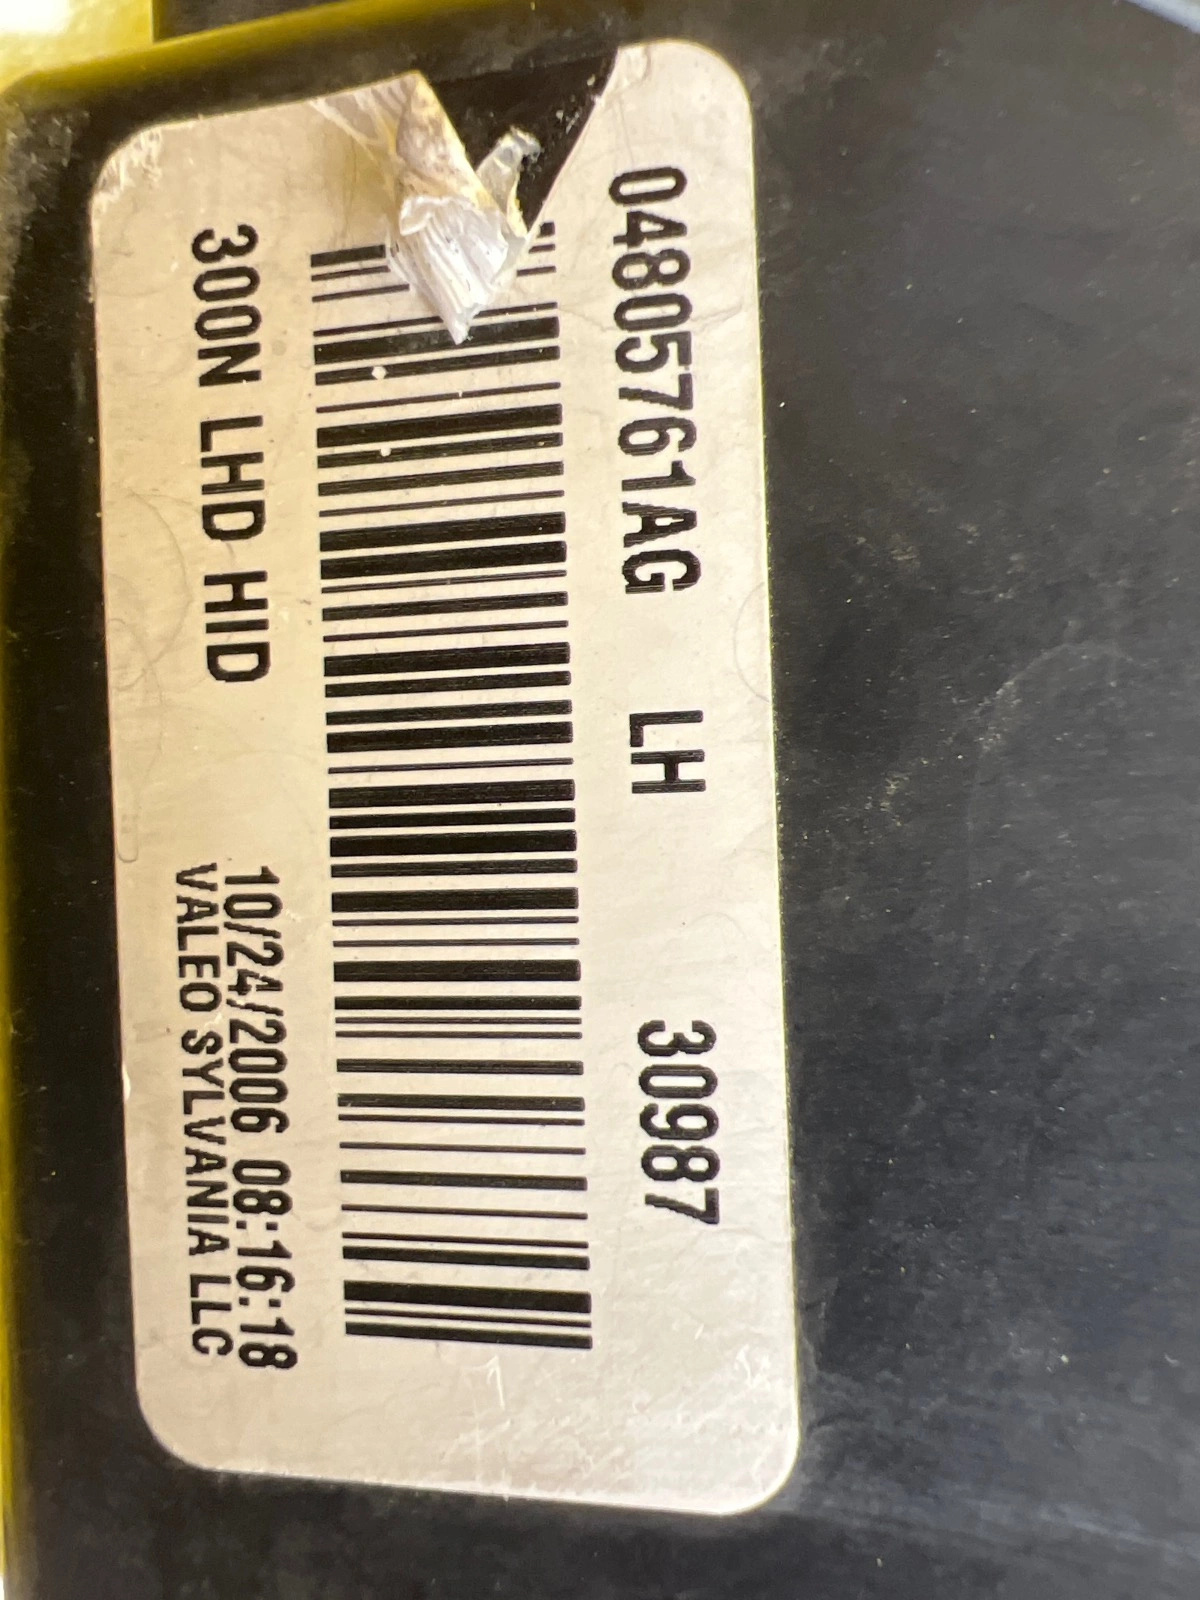 04805761AG LH 30987
300N LHD HID
10/24/2006 08:16:18
VALEO SYLVANIA LLC